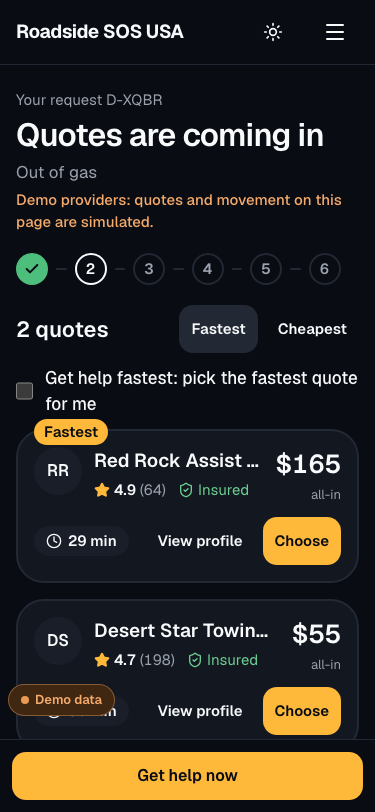 Roadside SOS USA
Your request D-XQBR
Quotes are coming in
Out of gas
Demo providers: quotes and movement on this
page are simulated.
2 3 4 5 6
2 quotes
Fastest Cheapest
Get help fastest: pick the fastest quote
for me
Fastest
RR Red Rock Assist ... $165
4.9 (64) Insured all-in
29 min View profile Choose
DS Desert Star Towin... $55
4.7 (198) Insured all-in
Demo data View profile Choose
Get help now